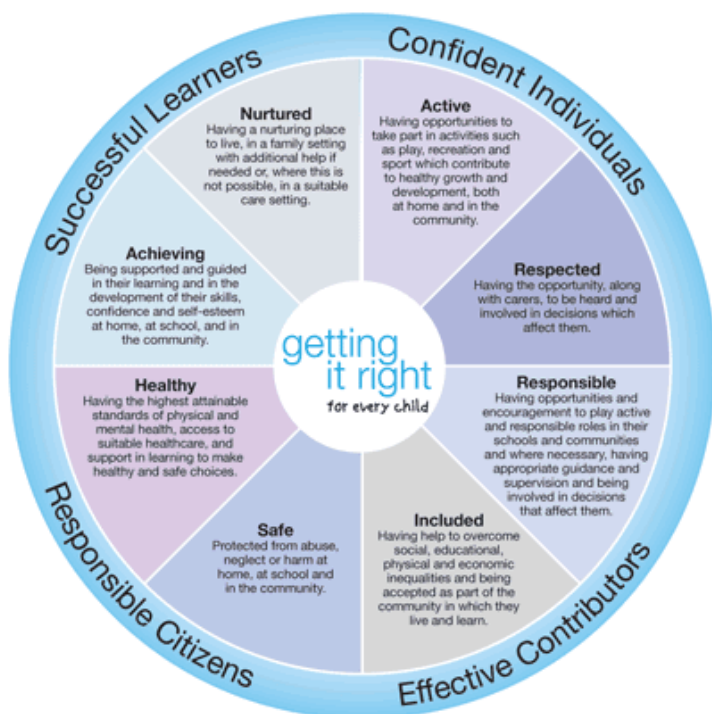 Successful Learners
Confident Individuals
Nurtured
Having a nurturing place
to live, in a family setting
with additional help if
needed or, where this is
not possible, in a suitable
care setting.
Active
Having opportunities to
take part in activities such
as play, recreation and
sport which contribute
to healthy growth and
development, both
at home and in the
community.
Achieving
Being supported and guided
in their learning and in the
development of their skills,
confidence and self-esteem
at home, at school, and in
the community.
Respected
Having the opportunity, along
with carers, to be heard and
involved in decisions which
affect them.
getting
it right
for every child
Healthy
Having the highest attainable
standards of physical and
mental health, access to
suitable healthcare, and
support in learning to make
healthy and safe choices.
Responsible
Having opportunities and
encouragement to play active
and responsible roles in their
schools and communities
and where necessary, having
appropriate guidance and
supervision and being
involved in decisions
that affect them.
Safe
Protected from abuse,
neglect or harm at
home, at school and
in the community.
Included
Having help to overcome
social, educational,
physical and economic
inequalities and being
accepted as part of the
community in which they
live and learn.
Responsible Citizens
Effective Contributors